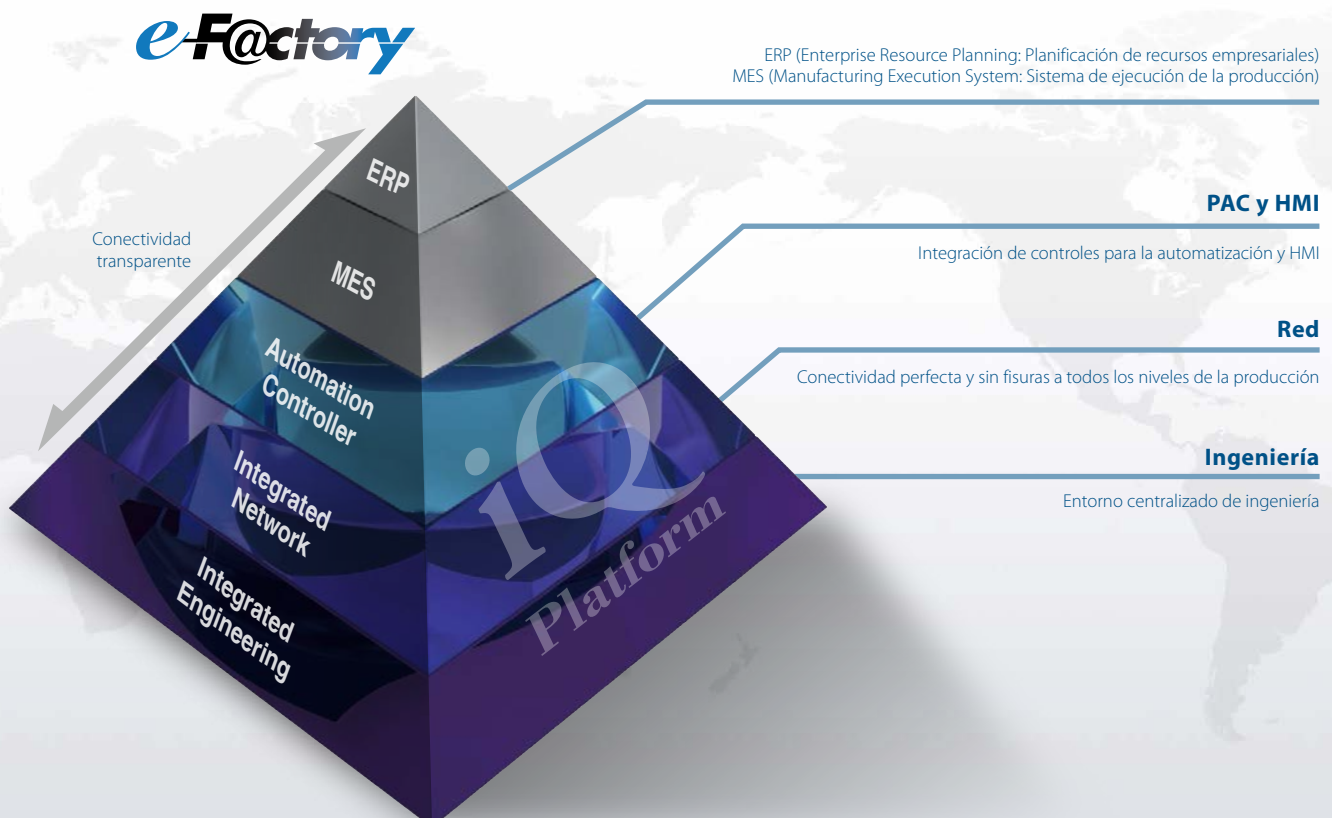 e-F@ctory
ERP (Enterprise Resource Planning: Planificación de recursos empresariales)
MES (Manufacturing Execution System: Sistema de ejecución de la producción)
ERP
PAC y HMI
Conectividad
transparente
Integración de controles para la automatización y HMI
MES
Red
Automation
Controller
Conectividad perfecta y sin fisuras a todos los niveles de la producción
iQ
Platform
Integrated
Network
Ingeniería
Entorno centralizado de ingeniería
Integrated
Engineering